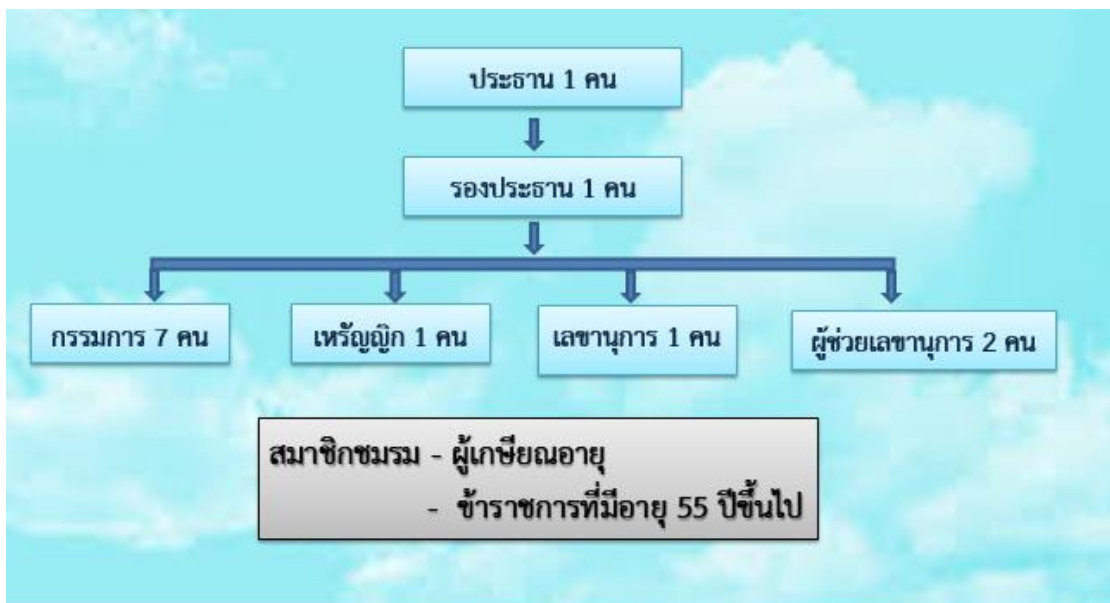 ประธาน 1 คน
รองประธาน 1 คน
กรรมการ 7 คน
เหรัญญิก 1 คน
เลขานุการ 1 คน
ผู้ช่วยเลขานุการ 2 คน
สมาชิกชมรม - ผู้เกษียณอายุ
- ข้าราชการที่มีอายุ 55 ปีขึ้นไป